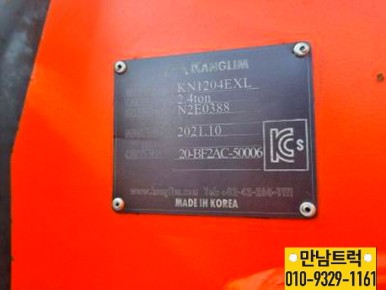 KANGLIM
KN1204EXL
2.4ton
N2E0388
2021.10
20-BF2AC-50006
KCs
MADE IN KOREA
만남트럭
010-9329-1161